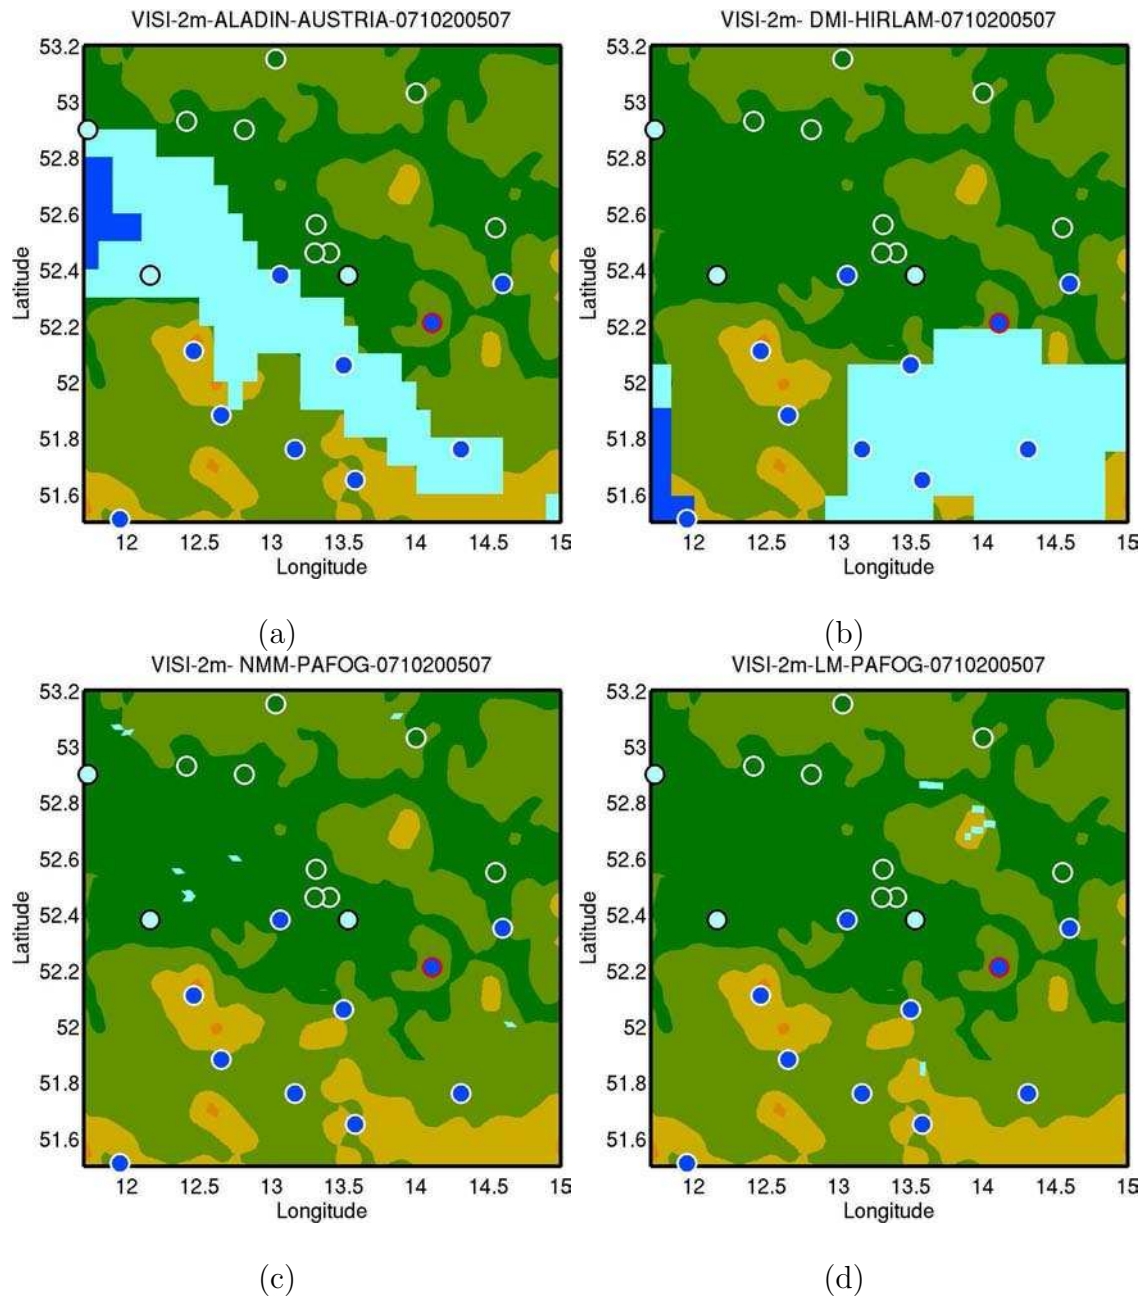 VISI-2m-ALADIN-AUSTRIA-0710200507
VISI-2m- DMI-HIRLAM-0710200507
53.2
53
52.8
52.6
52.4
52.2
52
51.8
51.6
Latitude
12 12.5 13 13.5 14 14.5 15
Longitude
53.2
53
52.8
52.6
52.4
52.2
52
51.8
51.6
Latitude
12 12.5 13 13.5 14 14.5 15
Longitude
(a)
(b)
VISI-2m- NMM-PAFOG-0710200507
VISI-2m-LM-PAFOG-0710200507
53.2
53
52.8
52.6
52.4
52.2
52
51.8
51.6
Latitude
12 12.5 13 13.5 14 14.5 15
Longitude
53.2
53
52.8
52.6
52.4
52.2
52
51.8
51.6
Latitude
12 12.5 13 13.5 14 14.5 15
Longitude
(c)
(d)